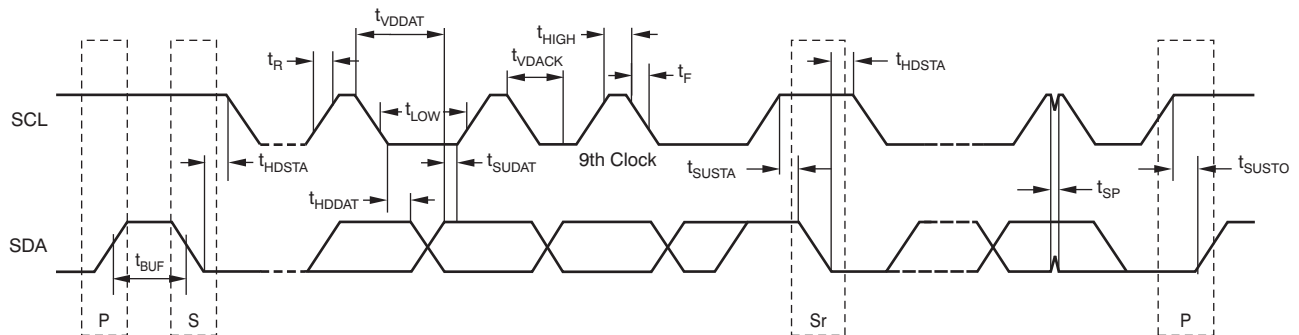 tVDDAT
tHIGH
tR
tVDACK
tF
tHDSTA
SCL
tLOW
tHDSTA
tSUDAT
9th Clock
tSUSTA
tSUSTO
tHDDAT
tSP
SDA
tBUF
P
S
Sr
P